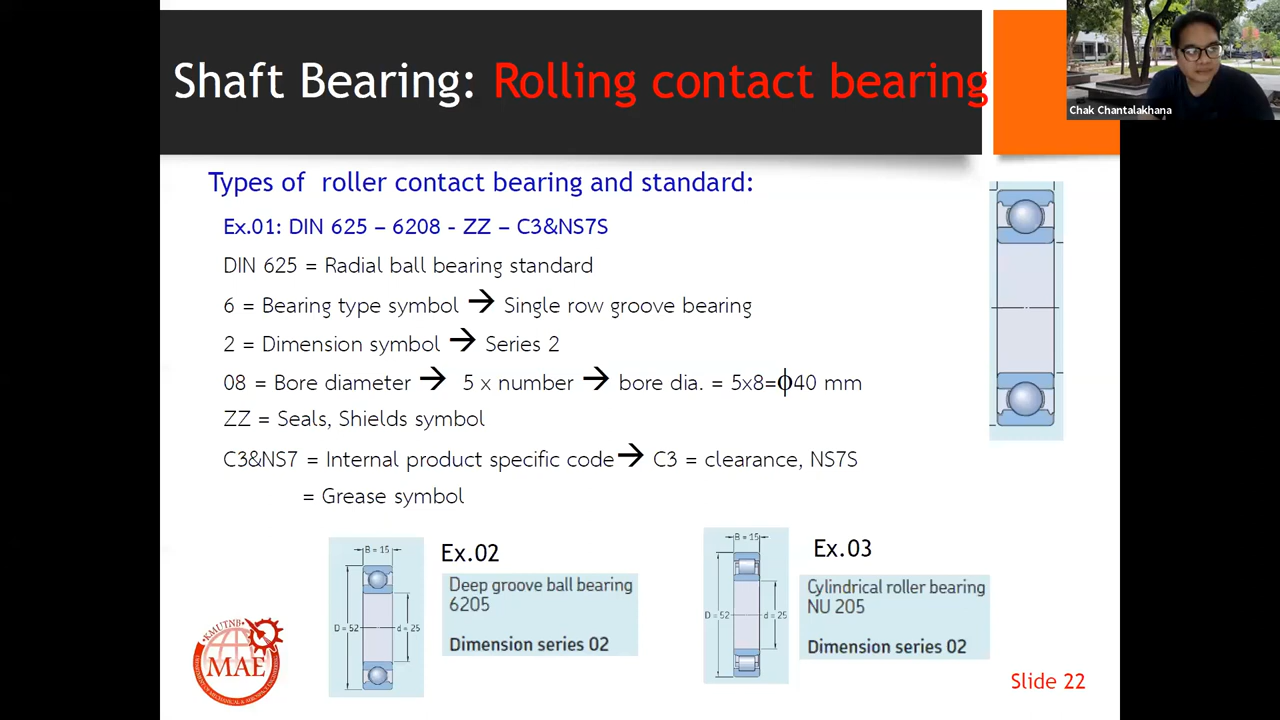 Shaft Bearing: Rolling contact bearing
Chak Chantalakhana
Types of roller contact bearing and standard:
Ex.01: DIN 625 – 6208 - ZZ – C3&NS7S
DIN 625 = Radial ball bearing standard
6 = Bearing type symbol → Single row groove bearing
2 = Dimension symbol → Series 2
08 = Bore diameter → 5 x number → bore dia. = 5x8=ϕ40 mm
ZZ = Seals, Shields symbol
C3&NS7 = Internal product specific code → C3 = clearance, NS7S
= Grease symbol
B = 15
D = 52
d = 25
Ex.02
Deep groove ball bearing
6205
Dimension series 02
B = 15
D = 52
d = 25
Ex.03
Cylindrical roller bearing
NU 205
Dimension series 02
KMUTNB
MAE
Slide 22